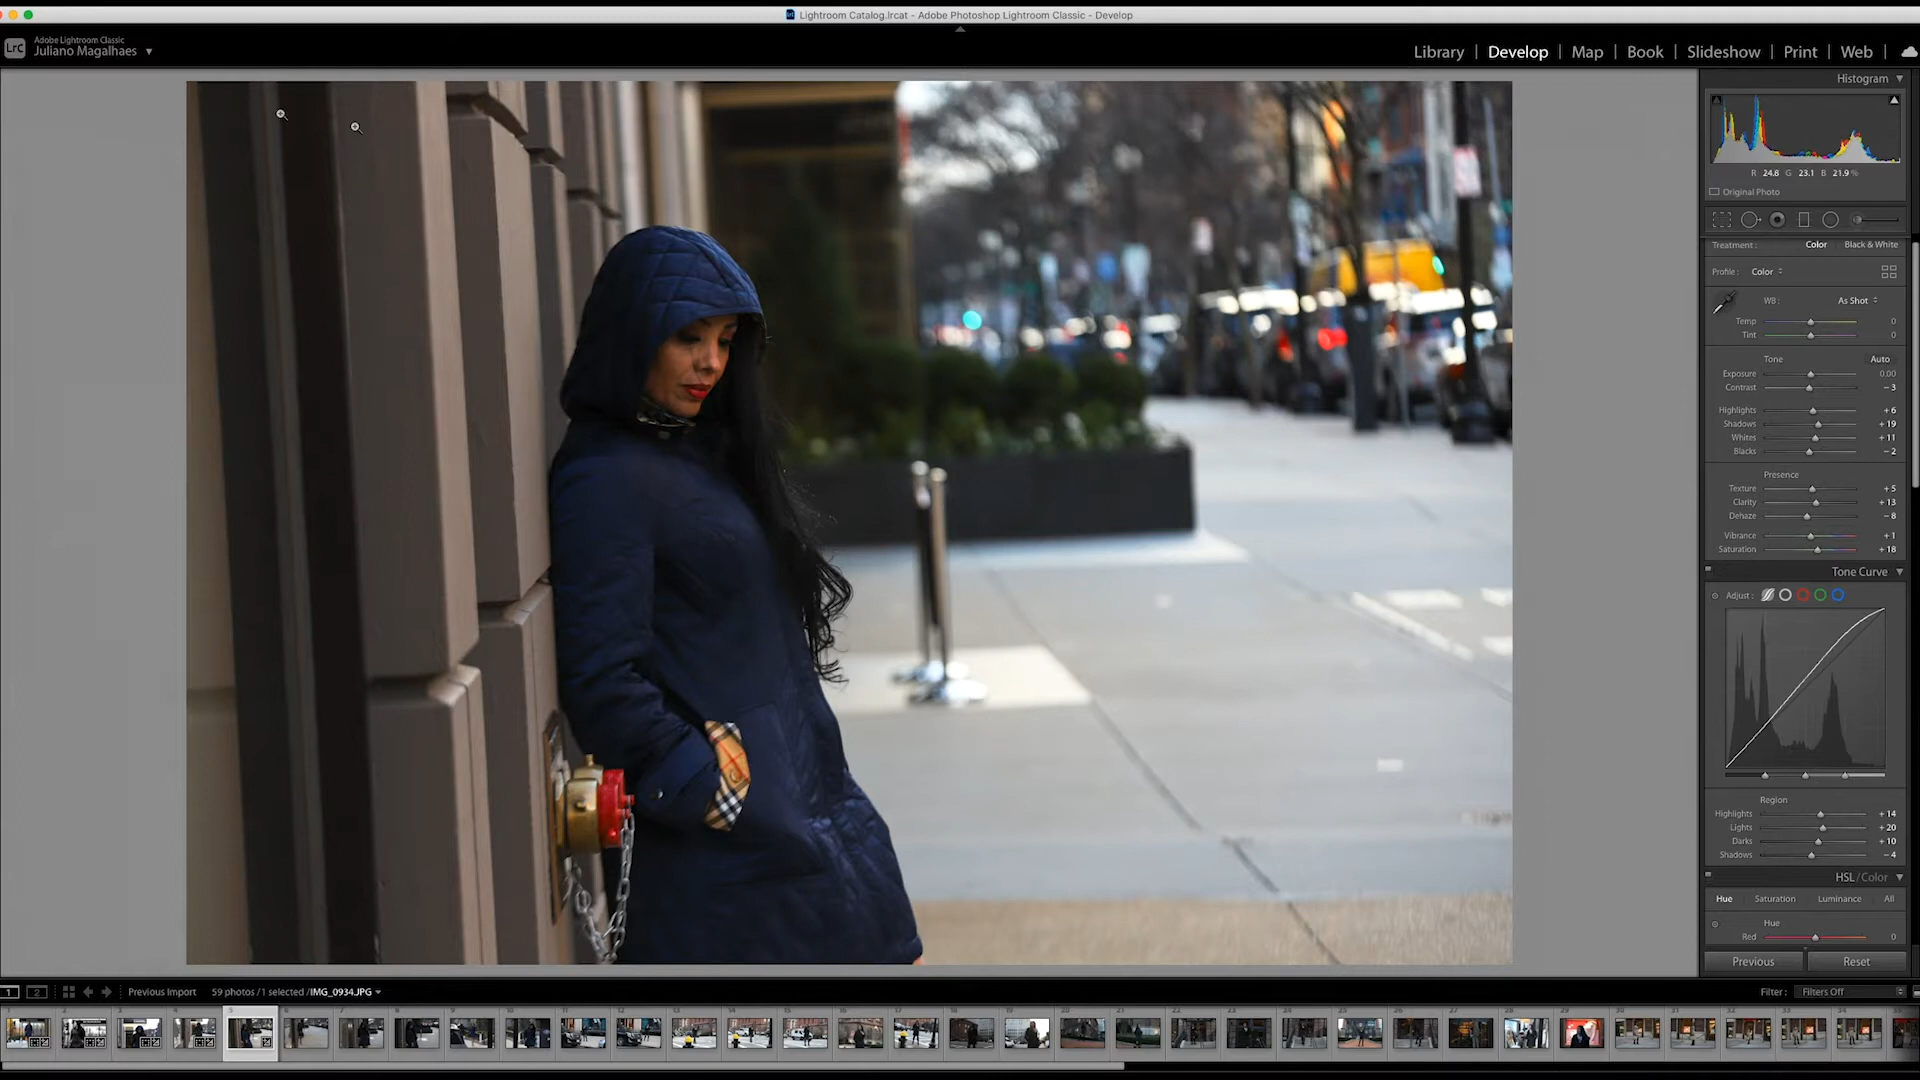 Lightroom Catalog.lrcat - Adobe Photoshop Lightroom Classic - Develop
LrC
Adobe Lightroom Classic
Juliano Magalhaes
Library | Develop | Map | Book | Slideshow | Print | Web
Histogram
R 24.8 G 23.1 B 21.9 %
Original Photo
Treatment : Color Black & White
Profile : Color
WB : As Shot
Temp 0
Tint 0
Tone Auto
Exposure 0.00
Contrast − 3
Highlights + 6
Shadows + 19
Whites + 11
Blacks − 2
Presence
Texture + 5
Clarity + 13
Dehaze − 8
Vibrance + 1
Saturation + 18
Tone Curve
Adjust :
Region
Highlights + 14
Lights + 20
Darks + 10
Shadows − 4
HSL / Color
Hue Saturation Luminance All
Hue
Red 0
Previous Reset
1 2 Previous Import 59 photos / 1 selected / IMG_0934.JPG
Filter : Filters Off